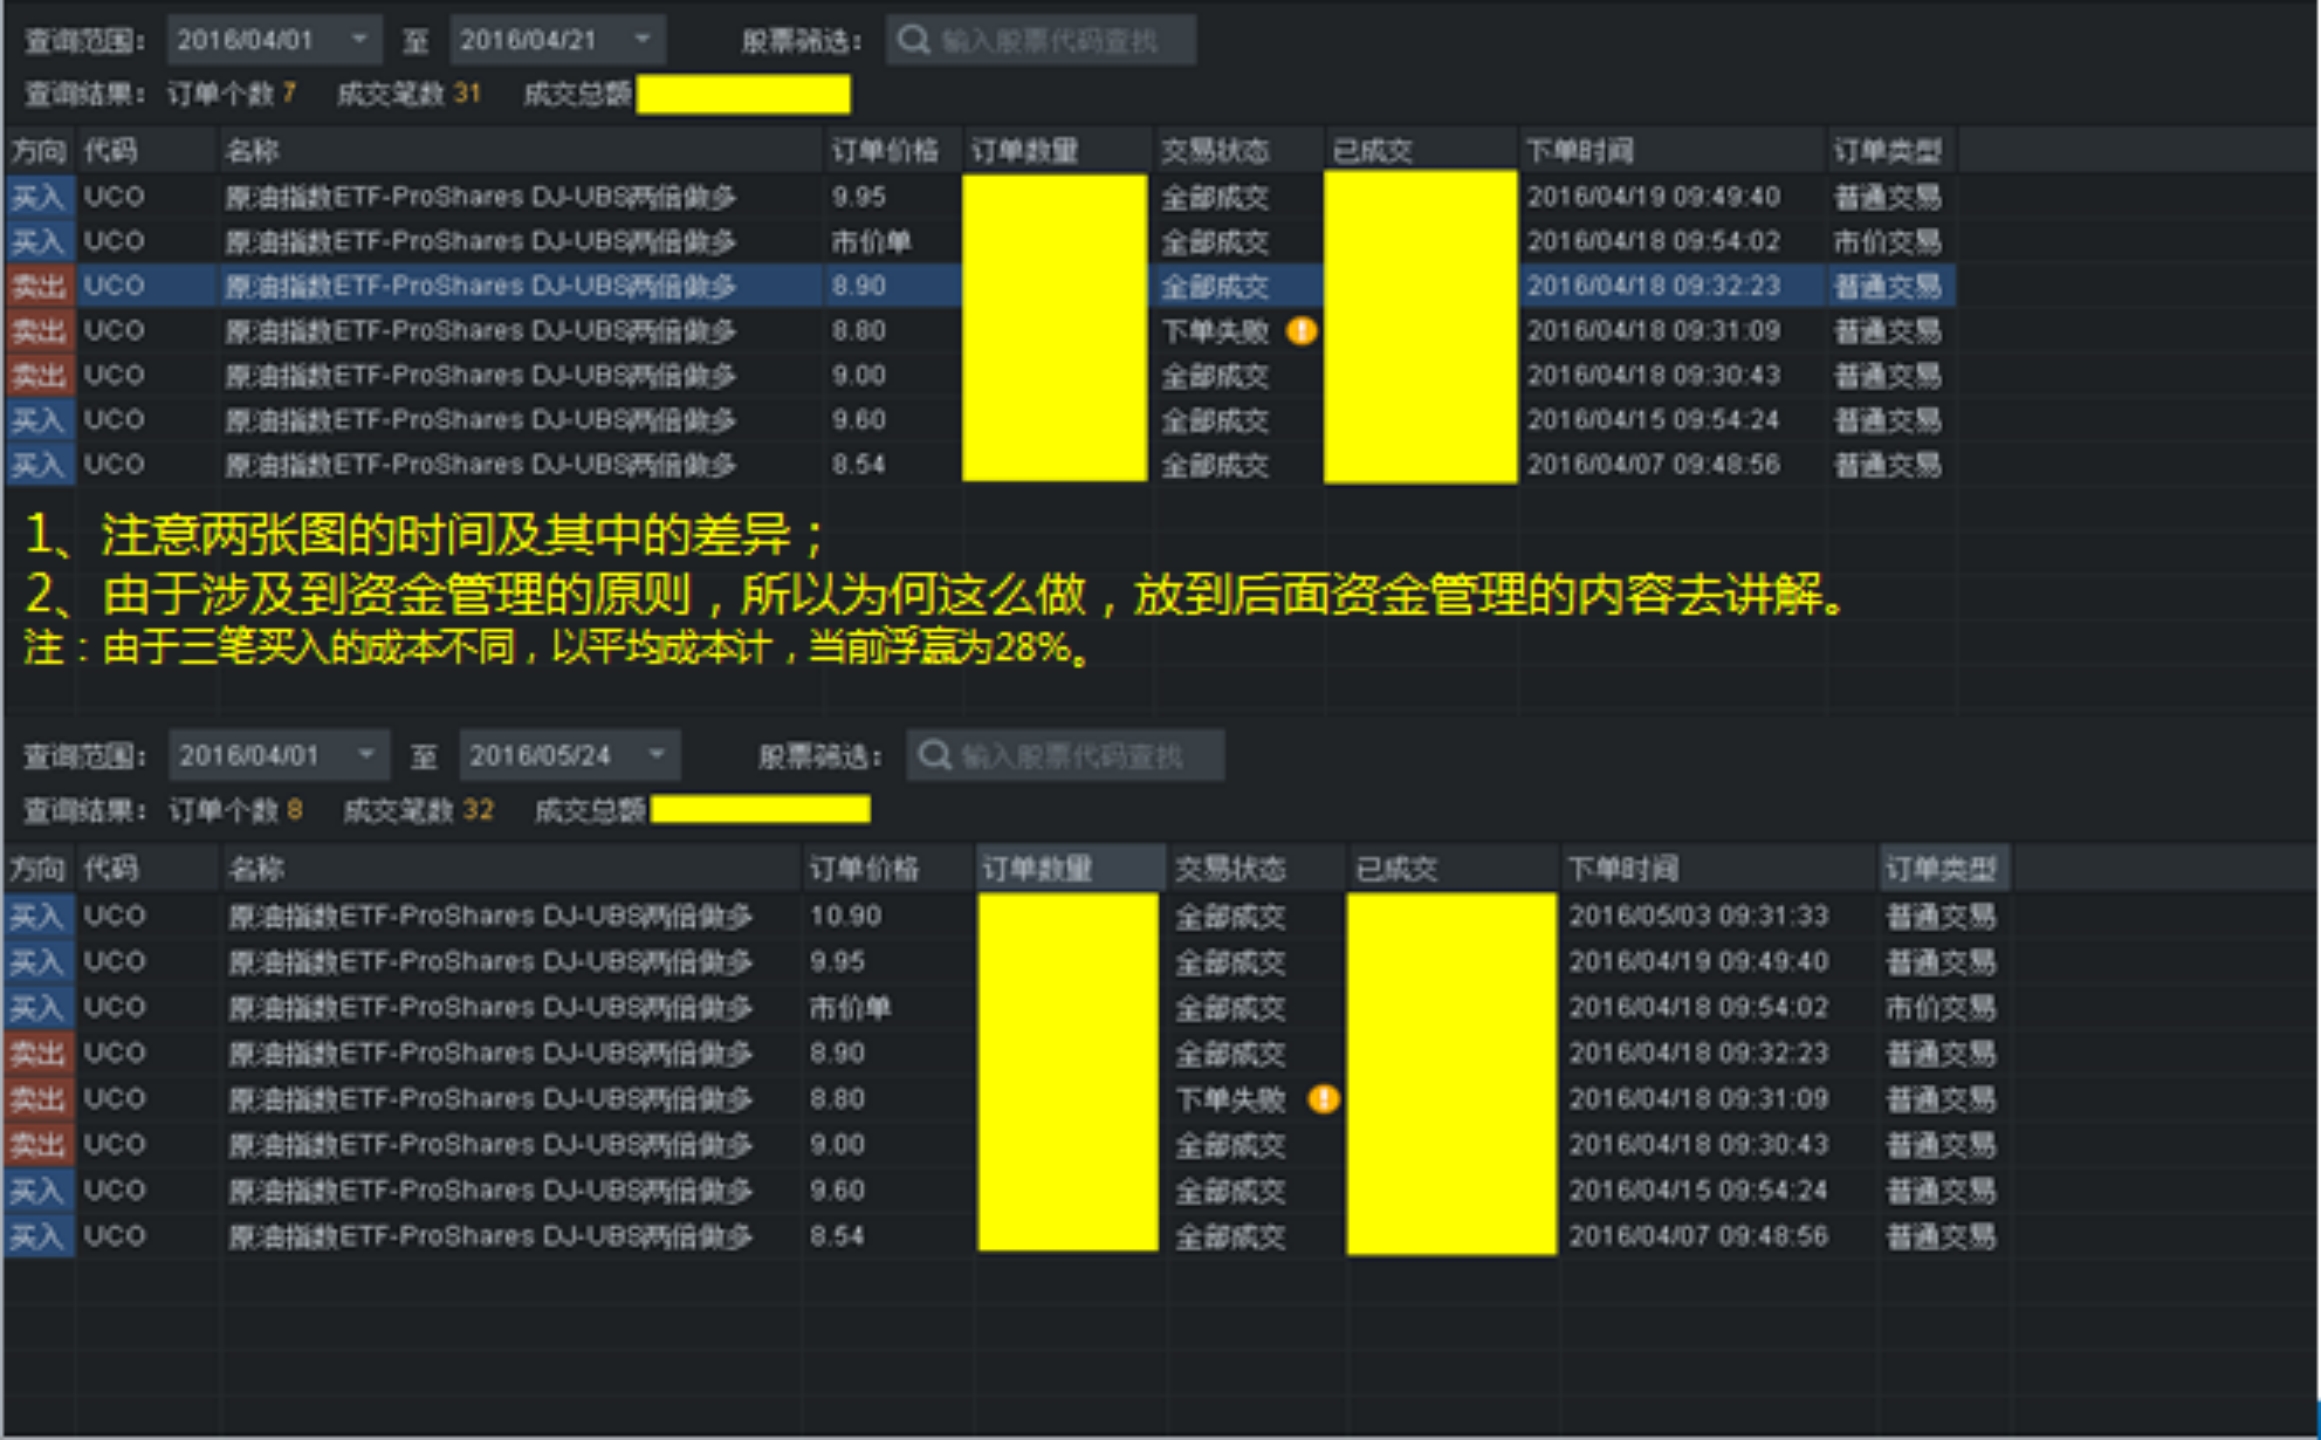 查询范围： 2016/04/01 至 2016/04/21 股票筛选： 输入股票代码查找
查询结果： 订单个数 7 成交笔数 31 成交总额
方向 代码 名称 订单价格 订单数量 交易状态 已成交 下单时间 订单类型
买入 UCO 原油指数ETF-ProShares DJ-UBS两倍做多 9.95 全部成交 2016/04/19 09:49:40 普通交易
买入 UCO 原油指数ETF-ProShares DJ-UBS两倍做多 市价单 全部成交 2016/04/18 09:54:02 市价交易
卖出 UCO 原油指数ETF-ProShares DJ-UBS两倍做多 8.90 全部成交 2016/04/18 09:32:23 普通交易
卖出 UCO 原油指数ETF-ProShares DJ-UBS两倍做多 8.80 下单失败 2016/04/18 09:31:09 普通交易
卖出 UCO 原油指数ETF-ProShares DJ-UBS两倍做多 9.00 全部成交 2016/04/18 09:30:43 普通交易
买入 UCO 原油指数ETF-ProShares DJ-UBS两倍做多 9.60 全部成交 2016/04/15 09:54:24 普通交易
买入 UCO 原油指数ETF-ProShares DJ-UBS两倍做多 8.54 全部成交 2016/04/07 09:48:56 普通交易
1、注意两张图的时间及其中的差异；
2、由于涉及到资金管理的原则，所以为何这么做，放到后面资金管理的内容去讲解。
注：由于三笔买入的成本不同，以平均成本计，当前浮赢为28%。
查询范围： 2016/04/01 至 2016/05/24 股票筛选： 输入股票代码查找
查询结果： 订单个数 8 成交笔数 32 成交总额
方向 代码 名称 订单价格 订单数量 交易状态 已成交 下单时间 订单类型
买入 UCO 原油指数ETF-ProShares DJ-UBS两倍做多 10.90 全部成交 2016/05/03 09:31:33 普通交易
买入 UCO 原油指数ETF-ProShares DJ-UBS两倍做多 9.95 全部成交 2016/04/19 09:49:40 普通交易
买入 UCO 原油指数ETF-ProShares DJ-UBS两倍做多 市价单 全部成交 2016/04/18 09:54:02 市价交易
卖出 UCO 原油指数ETF-ProShares DJ-UBS两倍做多 8.90 全部成交 2016/04/18 09:32:23 普通交易
卖出 UCO 原油指数ETF-ProShares DJ-UBS两倍做多 8.80 下单失败 2016/04/18 09:31:09 普通交易
卖出 UCO 原油指数ETF-ProShares DJ-UBS两倍做多 9.00 全部成交 2016/04/18 09:30:43 普通交易
买入 UCO 原油指数ETF-ProShares DJ-UBS两倍做多 9.60 全部成交 2016/04/15 09:54:24 普通交易
买入 UCO 原油指数ETF-ProShares DJ-UBS两倍做多 8.54 全部成交 2016/04/07 09:48:56 普通交易